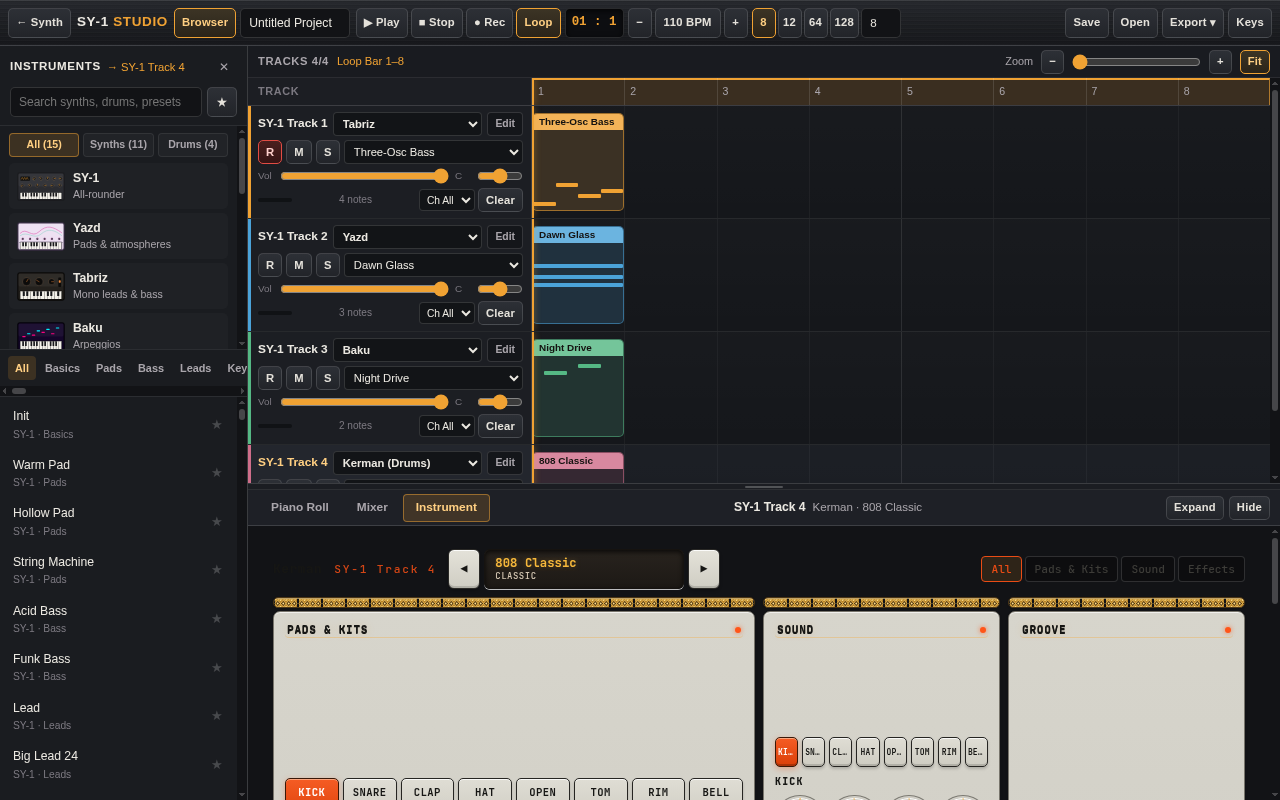 ← Synth SY-1 STUDIO Browser Untitled Project ▶ Play ■ Stop ● Rec Loop 01 : 1 − 110 BPM + 8 12 64 128 8 Save Open Export ▾ Keys
INSTRUMENTS → SY-1 Track 4 ✕
Search synths, drums, presets ★
All (15) Synths (11) Drums (4)
SY-1
All-rounder
Yazd
Pads & atmospheres
Tabriz
Mono leads & bass
Baku
Arpeggios
All Basics Pads Bass Leads Key
Init
SY-1 · Basics
★
Warm Pad
SY-1 · Pads
★
Hollow Pad
SY-1 · Pads
★
String Machine
SY-1 · Pads
★
Acid Bass
SY-1 · Bass
★
Funk Bass
SY-1 · Bass
★
Lead
SY-1 · Leads
★
Big Lead 24
SY-1 · Leads
★
TRACKS 4/4 Loop Bar 1–8 Zoom − + Fit
TRACK 1 2 3 4 5 6 7 8
SY-1 Track 1 Tabriz Edit
R M S Three-Osc Bass
Vol C
4 notes Ch All Clear
Three-Osc Bass
SY-1 Track 2 Yazd Edit
R M S Dawn Glass
Vol C
3 notes Ch All Clear
Dawn Glass
SY-1 Track 3 Baku Edit
R M S Night Drive
Vol C
2 notes Ch All Clear
Night Drive
SY-1 Track 4 Kerman (Drums) Edit
808 Classic
Piano Roll Mixer Instrument SY-1 Track 4 Kerman · 808 Classic Expand Hide
SY-1 Track 4 ◄ 808 Classic ►
CLASSIC
All Pads & Kits Sound Effects
PADS & KITS
KICK SNARE CLAP HAT OPEN TOM RIM BELL
SOUND
KI… SN… CL… HAT OP… TOM RIM BE…
KICK
GROOVE